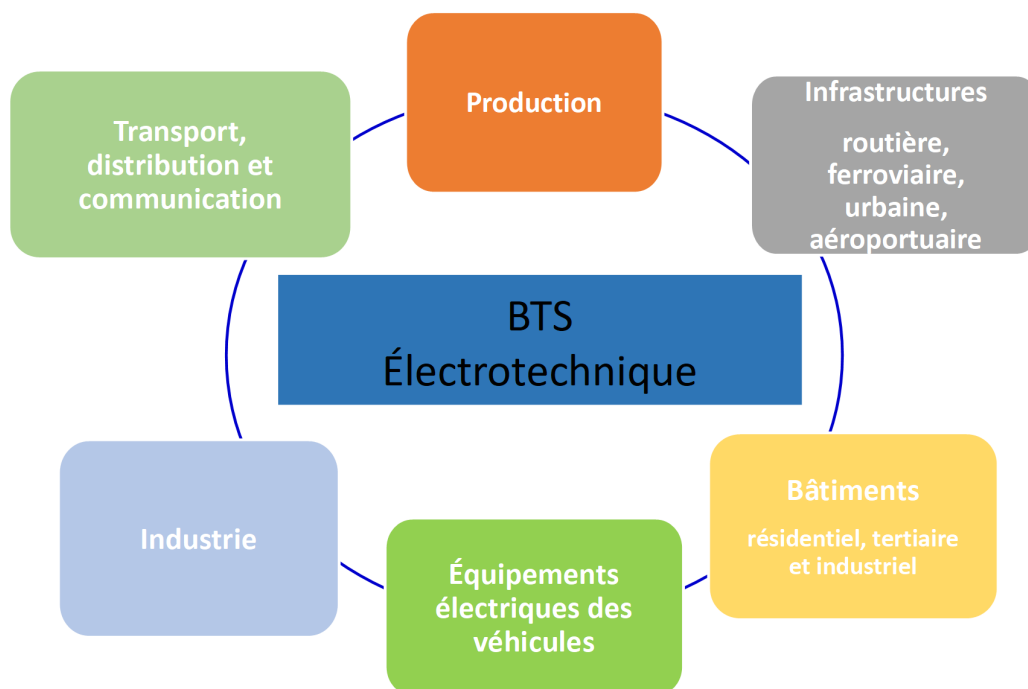 Production
Infrastructures
routière,
ferroviaire,
urbaine,
aéroportuaire
Transport,
distribution et
communication
BTS
Électrotechnique
Bâtiments
résidentiel, tertiaire
et industriel
Industrie
Équipements
électriques des
véhicules